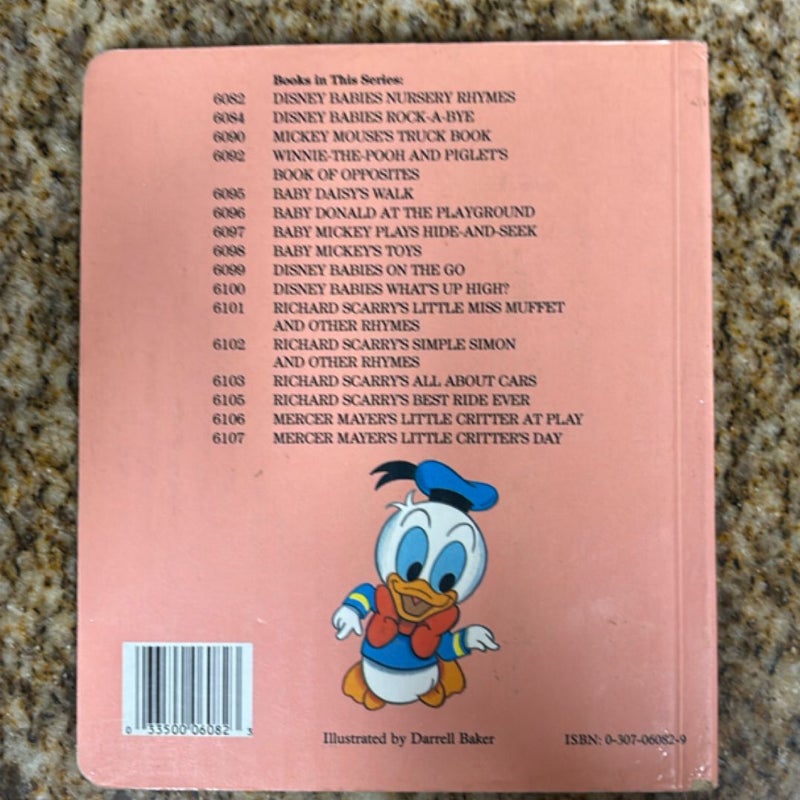 Books in This Series:
6082 DISNEY BABIES NURSERY RHYMES
6084 DISNEY BABIES ROCK-A-BYE
6090 MICKEY MOUSE'S TRUCK BOOK
6092 WINNIE-THE-POOH AND PIGLET'S
BOOK OF OPPOSITES
6095 BABY DAISY'S WALK
6096 BABY DONALD AT THE PLAYGROUND
6097 BABY MICKEY PLAYS HIDE-AND-SEEK
6098 BABY MICKEY'S TOYS
6099 DISNEY BABIES ON THE GO
6100 DISNEY BABIES WHAT'S UP HIGH?
6101 RICHARD SCARRY'S LITTLE MISS MUFFET
AND OTHER RHYMES
6102 RICHARD SCARRY'S SIMPLE SIMON
AND OTHER RHYMES
6103 RICHARD SCARRY'S ALL ABOUT CARS
6105 RICHARD SCARRY'S BEST RIDE EVER
6106 MERCER MAYER'S LITTLE CRITTER AT PLAY
6107 MERCER MAYER'S LITTLE CRITTER'S DAY
0 33500 06082 3
Illustrated by Darrell Baker
ISBN: 0-307-06082-9